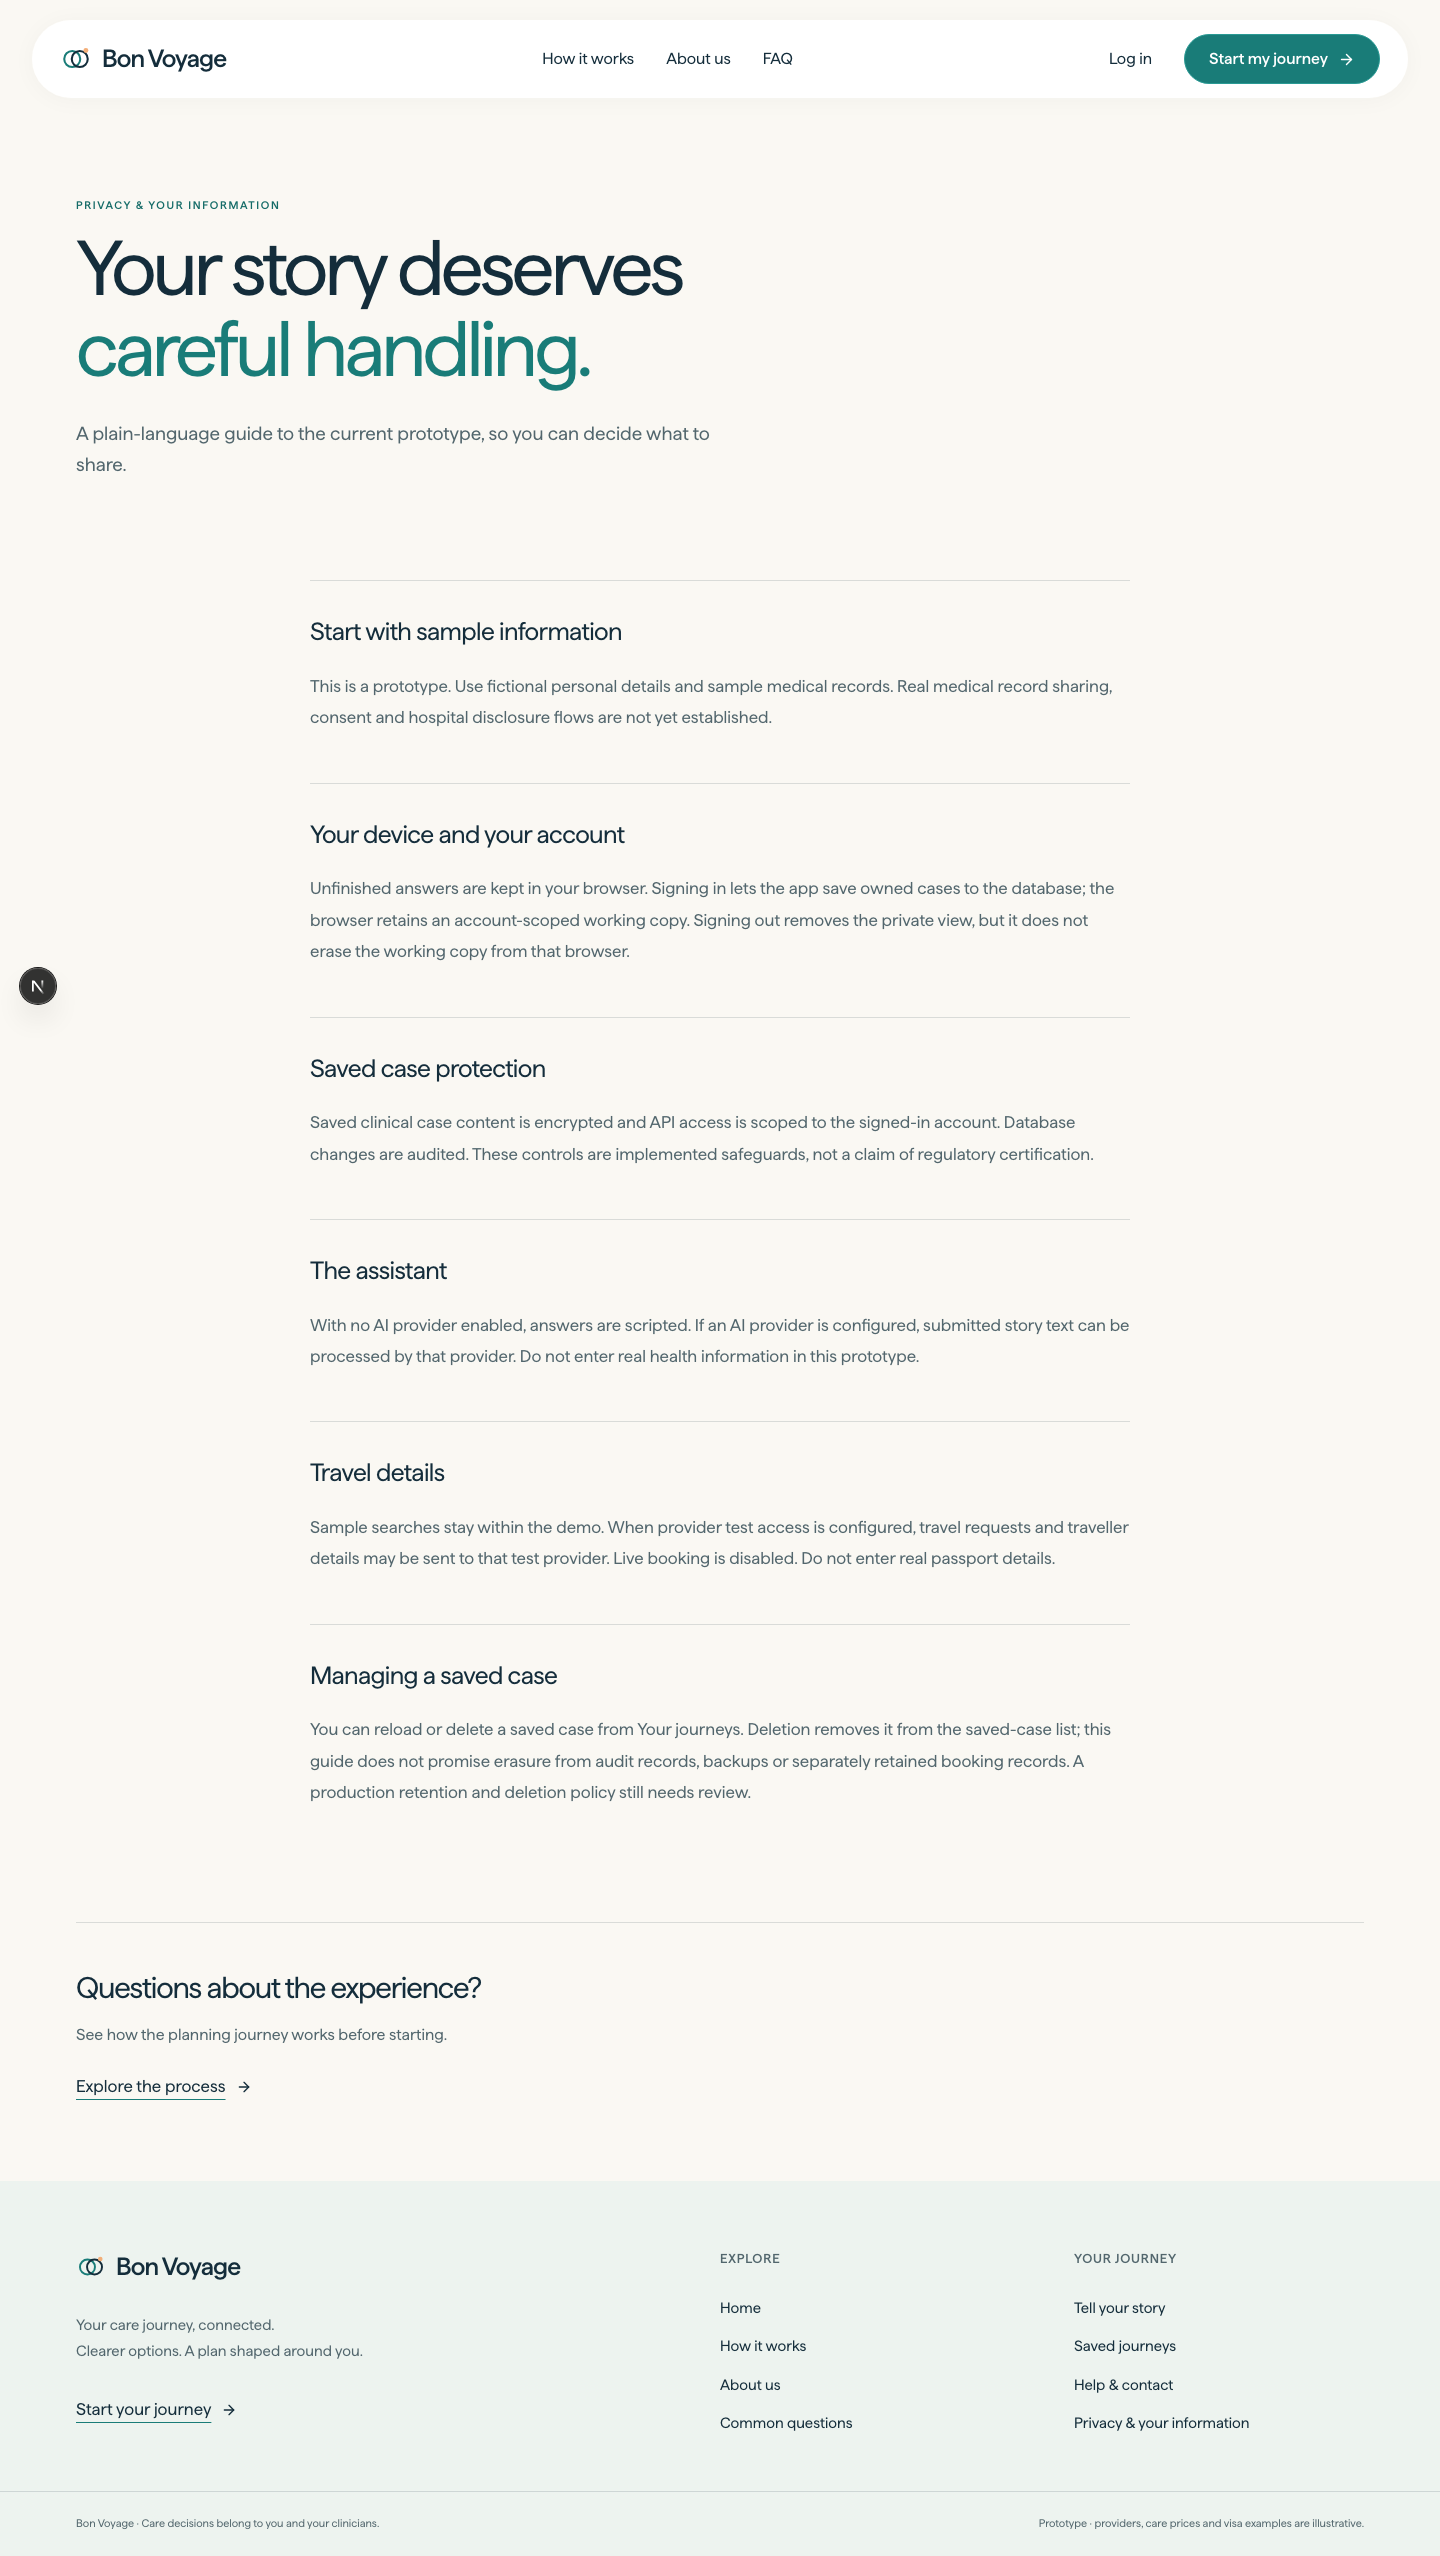 Bon Voyage
How it works
About us
FAQ
Log in
Start my journey
PRIVACY & YOUR INFORMATION
Your story deserves
careful handling.
A plain-language guide to the current prototype, so you can decide what to
share.
Start with sample information
This is a prototype. Use fictional personal details and sample medical records. Real medical record sharing,
consent and hospital disclosure flows are not yet established.
Your device and your account
Unfinished answers are kept in your browser. Signing in lets the app save owned cases to the database; the
browser retains an account-scoped working copy. Signing out removes the private view, but it does not
erase the working copy from that browser.
N
Saved case protection
Saved clinical case content is encrypted and API access is scoped to the signed-in account. Database
changes are audited. These controls are implemented safeguards, not a claim of regulatory certification.
The assistant
With no AI provider enabled, answers are scripted. If an AI provider is configured, submitted story text can be
processed by that provider. Do not enter real health information in this prototype.
Travel details
Sample searches stay within the demo. When provider test access is configured, travel requests and traveller
details may be sent to that test provider. Live booking is disabled. Do not enter real passport details.
Managing a saved case
You can reload or delete a saved case from Your journeys. Deletion removes it from the saved-case list; this
guide does not promise erasure from audit records, backups or separately retained booking records. A
production retention and deletion policy still needs review.
Questions about the experience?
See how the planning journey works before starting.
Explore the process
Bon Voyage
Your care journey, connected.
Clearer options. A plan shaped around you.
Start your journey
EXPLORE
Home
How it works
About us
Common questions
YOUR JOURNEY
Tell your story
Saved journeys
Help & contact
Privacy & your information
Bon Voyage · Care decisions belong to you and your clinicians.
Prototype · providers, care prices and visa examples are illustrative.